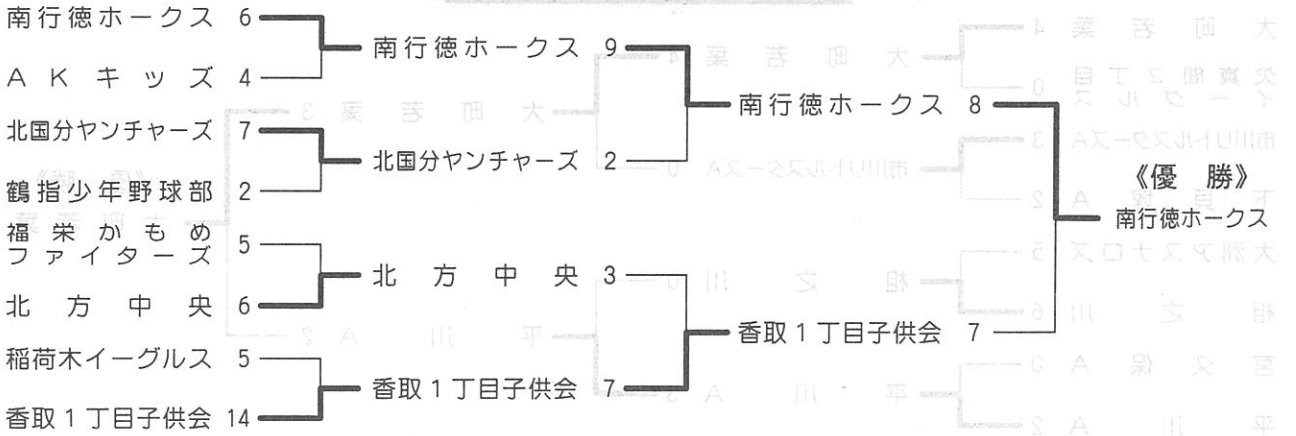 南行徳ホークス 6
AKキッズ 4
北国分ヤンチャーズ 7
鶴指少年野球部 2
福栄かもめ
ファイターズ 5
北方中央 6
稲荷木イーグルス 5
香取1丁目子供会 14
南行徳ホークス 9
北国分ヤンチャーズ 2
北方中央 3
香取1丁目子供会 7
南行徳ホークス 8
香取1丁目子供会 7
《優 勝》
南行徳ホークス